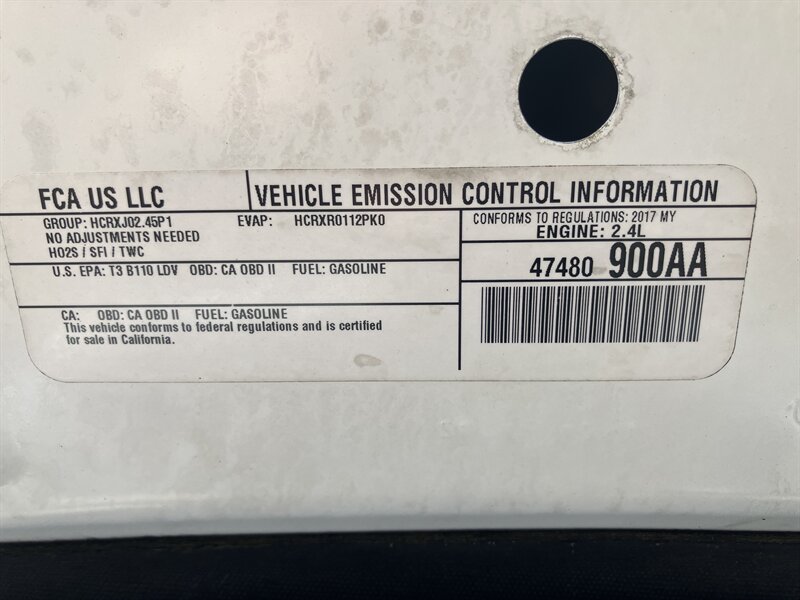 FCA US LLC
VEHICLE EMISSION CONTROL INFORMATION
GROUP: HCRXJ02.45P1 EVAP: HCRXR0112PK0
NO ADJUSTMENTS NEEDED
HO2S / SFI / TWC
CONFORMS TO REGULATIONS: 2017 MY
ENGINE: 2.4L
U.S. EPA: T3 B110 LDV OBD: CA OBD II FUEL: GASOLINE
47480 900AA
CA: OBD: CA OBD II FUEL: GASOLINE
This vehicle conforms to federal regulations and is certified
for sale in California.